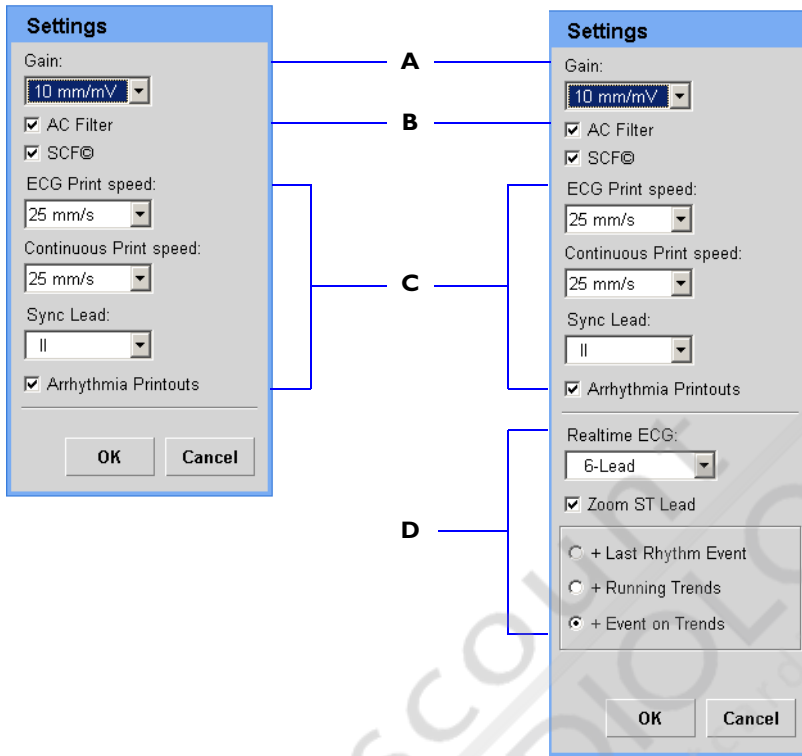 Settings
Gain:
10 mm/mV
AC Filter
SCF©
ECG Print speed:
25 mm/s
Continuous Print speed:
25 mm/s
Sync Lead:
II
Arrhythmia Printouts
OK Cancel
A
B
C
D
Settings
Gain:
10 mm/mV
AC Filter
SCF©
ECG Print speed:
25 mm/s
Continuous Print speed:
25 mm/s
Sync Lead:
II
Arrhythmia Printouts
Realtime ECG:
6-Lead
Zoom ST Lead
+ Last Rhythm Event
+ Running Trends
+ Event on Trends
OK Cancel